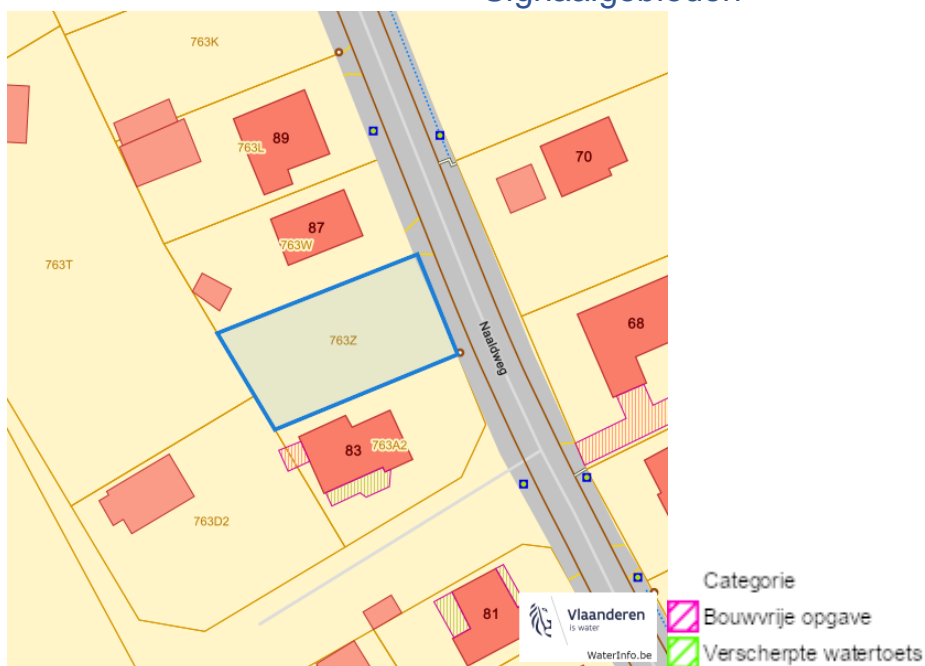 Signaalgebieden
763K
89
763L
70
87
763W
763T
68
763Z
Naaldweg
83
763A2
763D2
81
Vlaanderen
is water
WaterInfo.be
Categorie
Bouwvrije opgave
Verscherpte watertoets